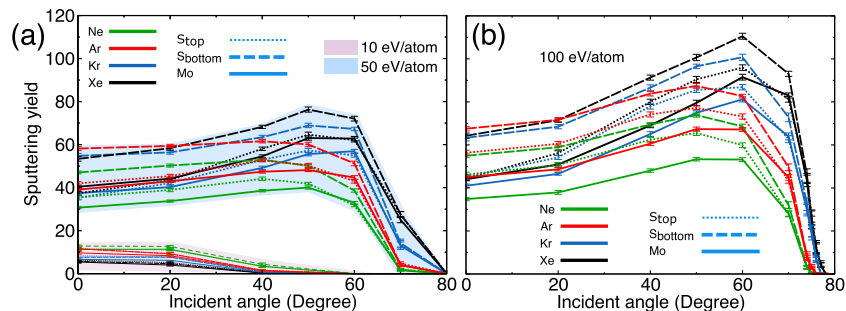 (a)
Ne
Ar
Kr
Xe
Stop
Sbottom
Mo
10 eV/atom
50 eV/atom
Sputtering yield
120
100
80
60
40
20
0
0 20 40 60 80
Incident angle (Degree)
(b)
100 eV/atom
Ne
Ar
Kr
Xe
Stop
Sbottom
Mo
0 20 40 60 80
Incident angle (Degree)